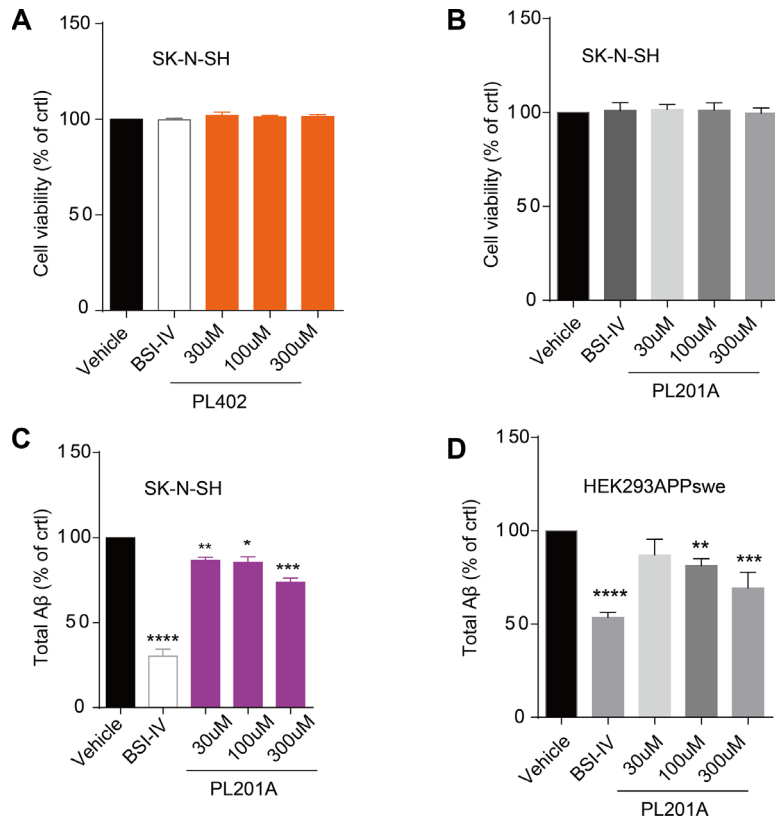 A
SK-N-SH
Cell viability (% of crtl)
150
100
50
0
Vehicle
BSI-IV
30uM
100uM
300uM
PL402
B
SK-N-SH
Cell viability (% of crtl)
150
100
50
0
Vehicle
BSI-IV
30uM
100uM
300uM
PL201A
C
SK-N-SH
Total Aβ (% of crtl)
150
100
50
0
****
**
*
***
Vehicle
BSI-IV
30uM
100uM
300uM
PL201A
D
HEK293APPswe
Total Aβ (% of crtl)
150
100
50
0
****
**
***
Vehicle
BSI-IV
30uM
100uM
300uM
PL201A